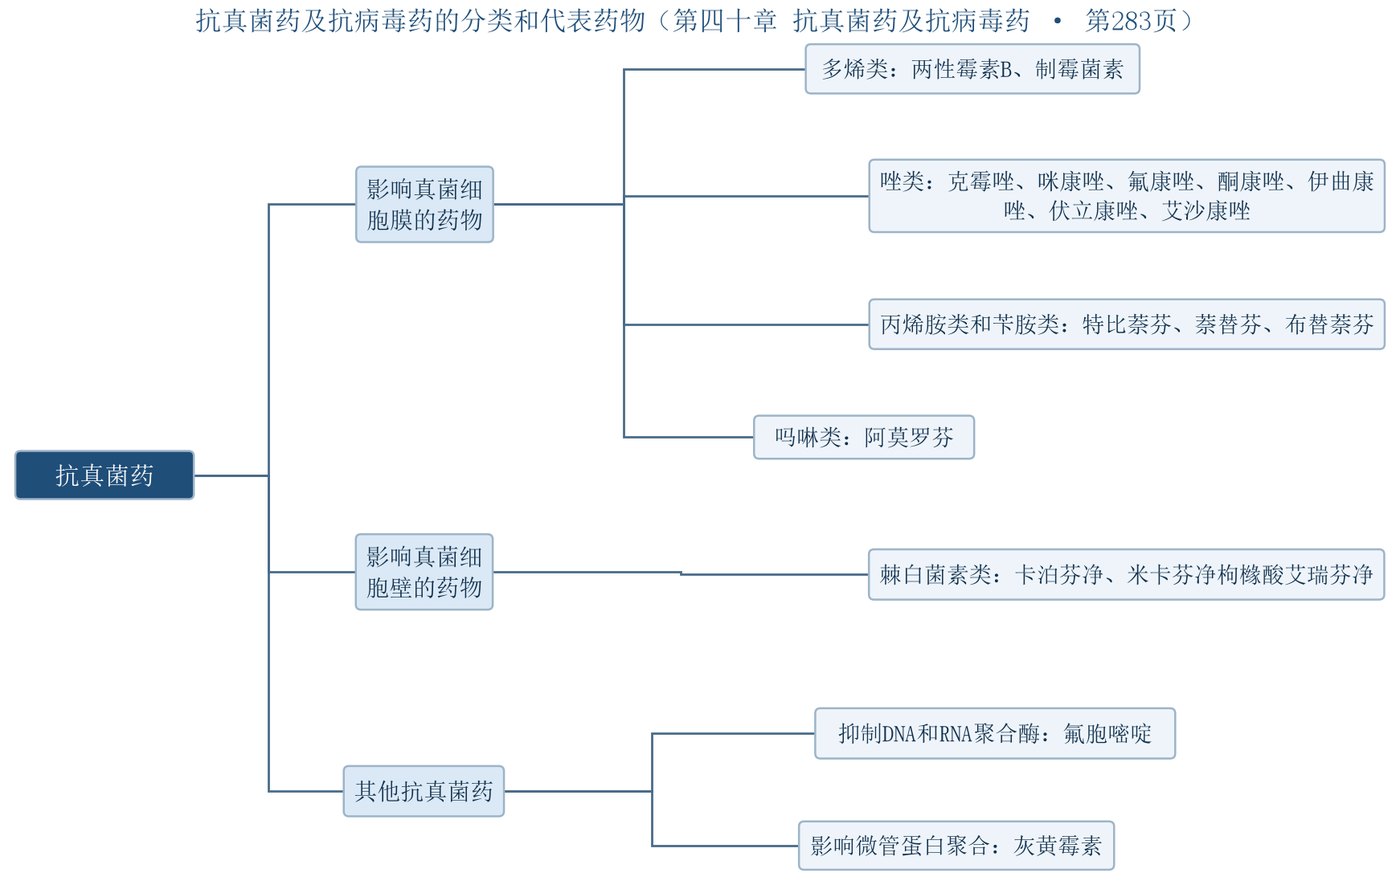 抗真菌药及抗病毒药的分类和代表药物（第四十章 抗真菌药及抗病毒药 • 第283页）
抗真菌药
影响真菌细
胞膜的药物
多烯类：两性霉素B、制霉菌素
唑类：克霉唑、咪康唑、氟康唑、酮康唑、伊曲康
唑、伏立康唑、艾沙康唑
丙烯胺类和苄胺类：特比萘芬、萘替芬、布替萘芬
吗啉类：阿莫罗芬
影响真菌细
胞壁的药物
棘白菌素类：卡泊芬净、米卡芬净枸橼酸艾瑞芬净
其他抗真菌药
抑制DNA和RNA聚合酶：氟胞嘧啶
影响微管蛋白聚合：灰黄霉素